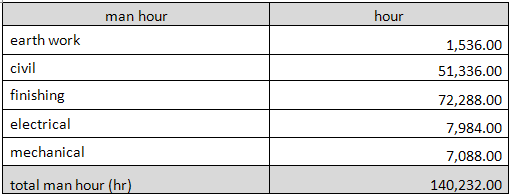 man hour hour
earth work 1,536.00
civil 51,336.00
finishing 72,288.00
electrical 7,984.00
mechanical 7,088.00
total man hour (hr) 140,232.00